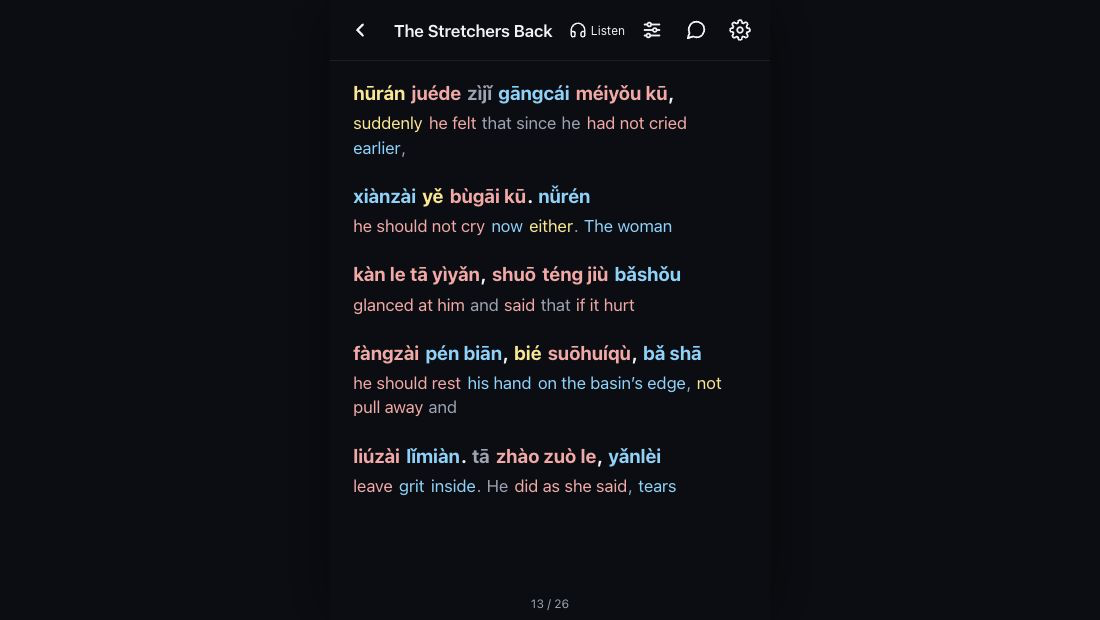 The Stretchers Back Listen
hūrán juéde zìjǐ gāngcái méiyǒu kū,
suddenly he felt that since he had not cried
earlier,
xiànzài yě bùgāi kū. nǚrén
he should not cry now either. The woman
kàn le tā yìyǎn, shuō téng jiù bǎshǒu
glanced at him and said that if it hurt
fàngzài pén biān, bié suōhuíqù, bǎ shā
he should rest his hand on the basin’s edge, not
pull away and
liúzài lǐmiàn. tā zhào zuò le, yǎnlèi
leave grit inside. He did as she said, tears
13 / 26